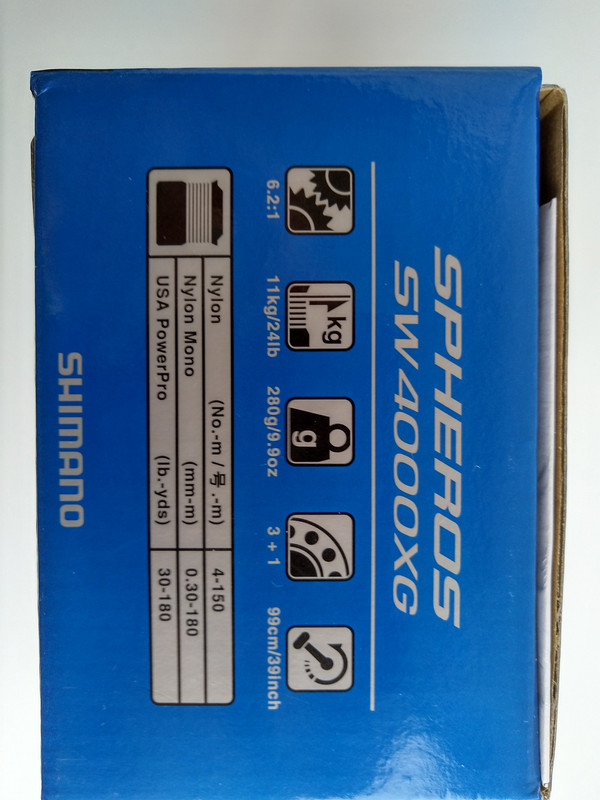 SPHEROS
SW4000XG
kg
g
6.2:1
11kg/24lb
280g/9.9oz
3 + 1
99cm/39inch
Nylon (No.-m / 号.-m) 4-150
Nylon Mono (mm-m) 0.30-180
USA PowerPro (lb.-yds) 30-180
SHIMANO